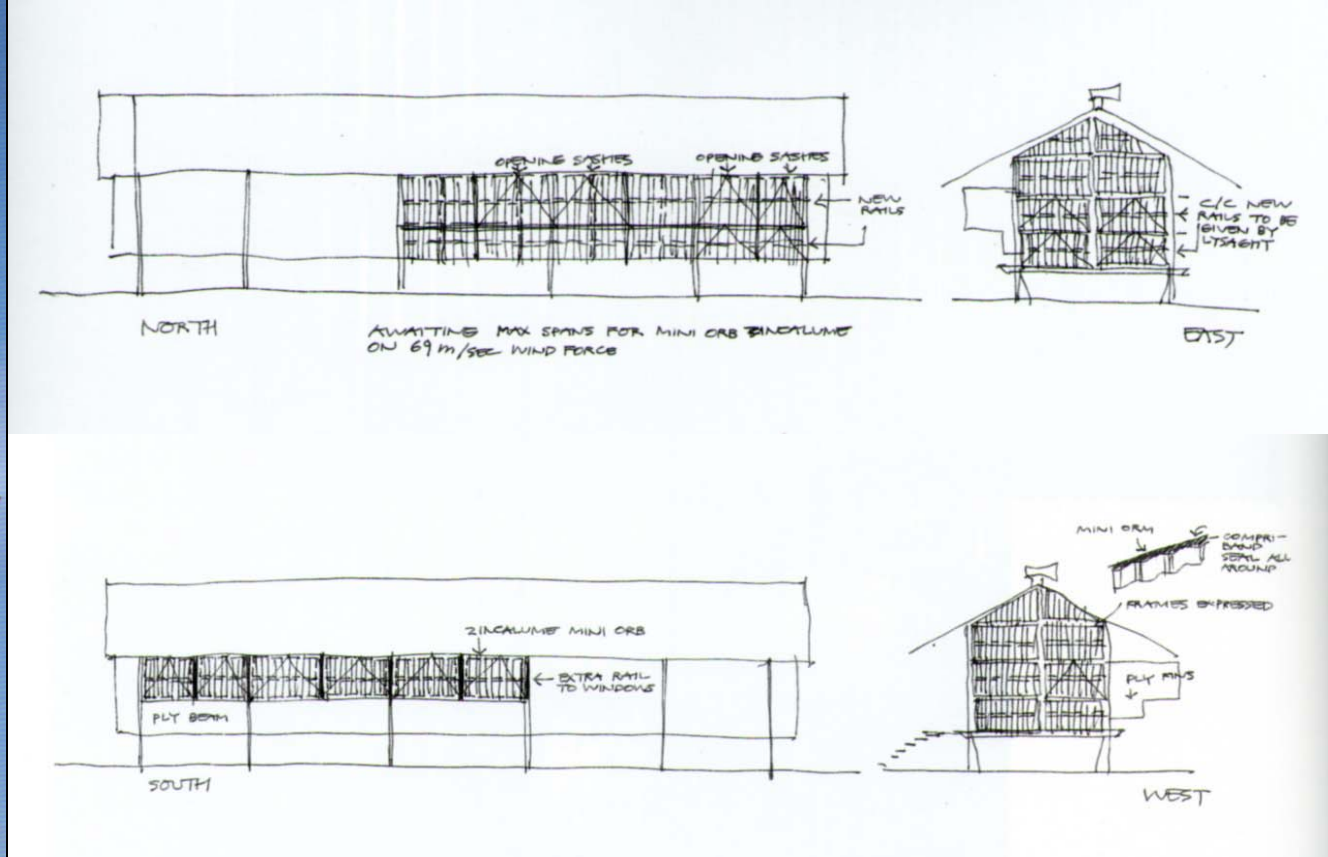 OPENING SASHES
OPENING SASHES
NEW
RAILS
C/C NEW
RAILS TO BE
GIVEN BY
LYSAGHT
NORTH
AWAITING MAX SPANS FOR MINI ORB ZINCALUME
ON 69 m/SEC WIND FORCE
EAST
MINI ORM
COMPRI-
BAND
SEAL ALL
AROUND
FRAMES EXPRESSED
ZINCALUME MINI ORB
EXTRA RAIL
TO WINDOWS
PLY FINS
PLY BEAM
SOUTH
WEST